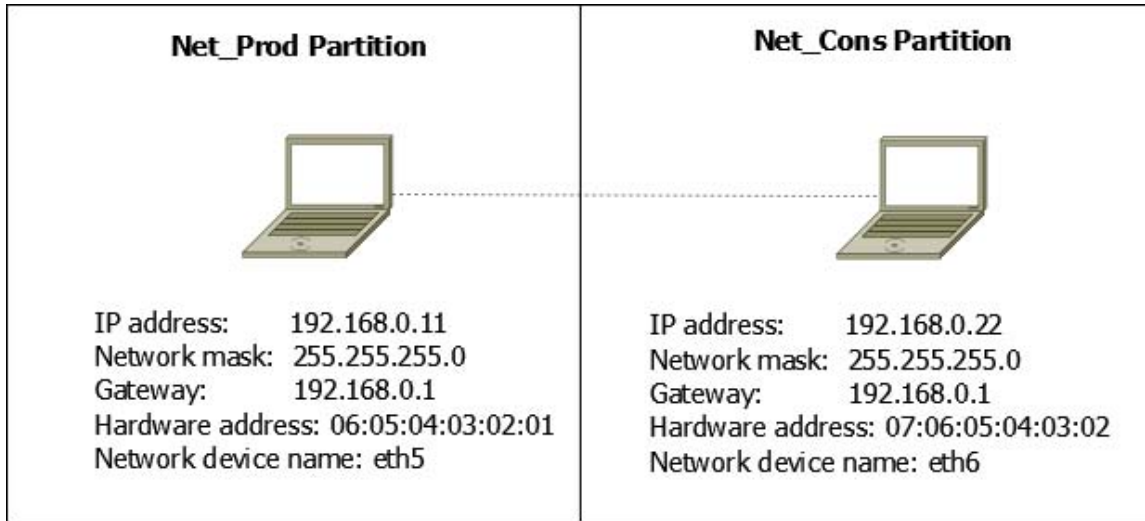 Net_Prod Partition
IP address: 192.168.0.11
Network mask: 255.255.255.0
Gateway: 192.168.0.1
Hardware address: 06:05:04:03:02:01
Network device name: eth5
Net_Cons Partition
IP address: 192.168.0.22
Network mask: 255.255.255.0
Gateway: 192.168.0.1
Hardware address: 07:06:05:04:03:02
Network device name: eth6